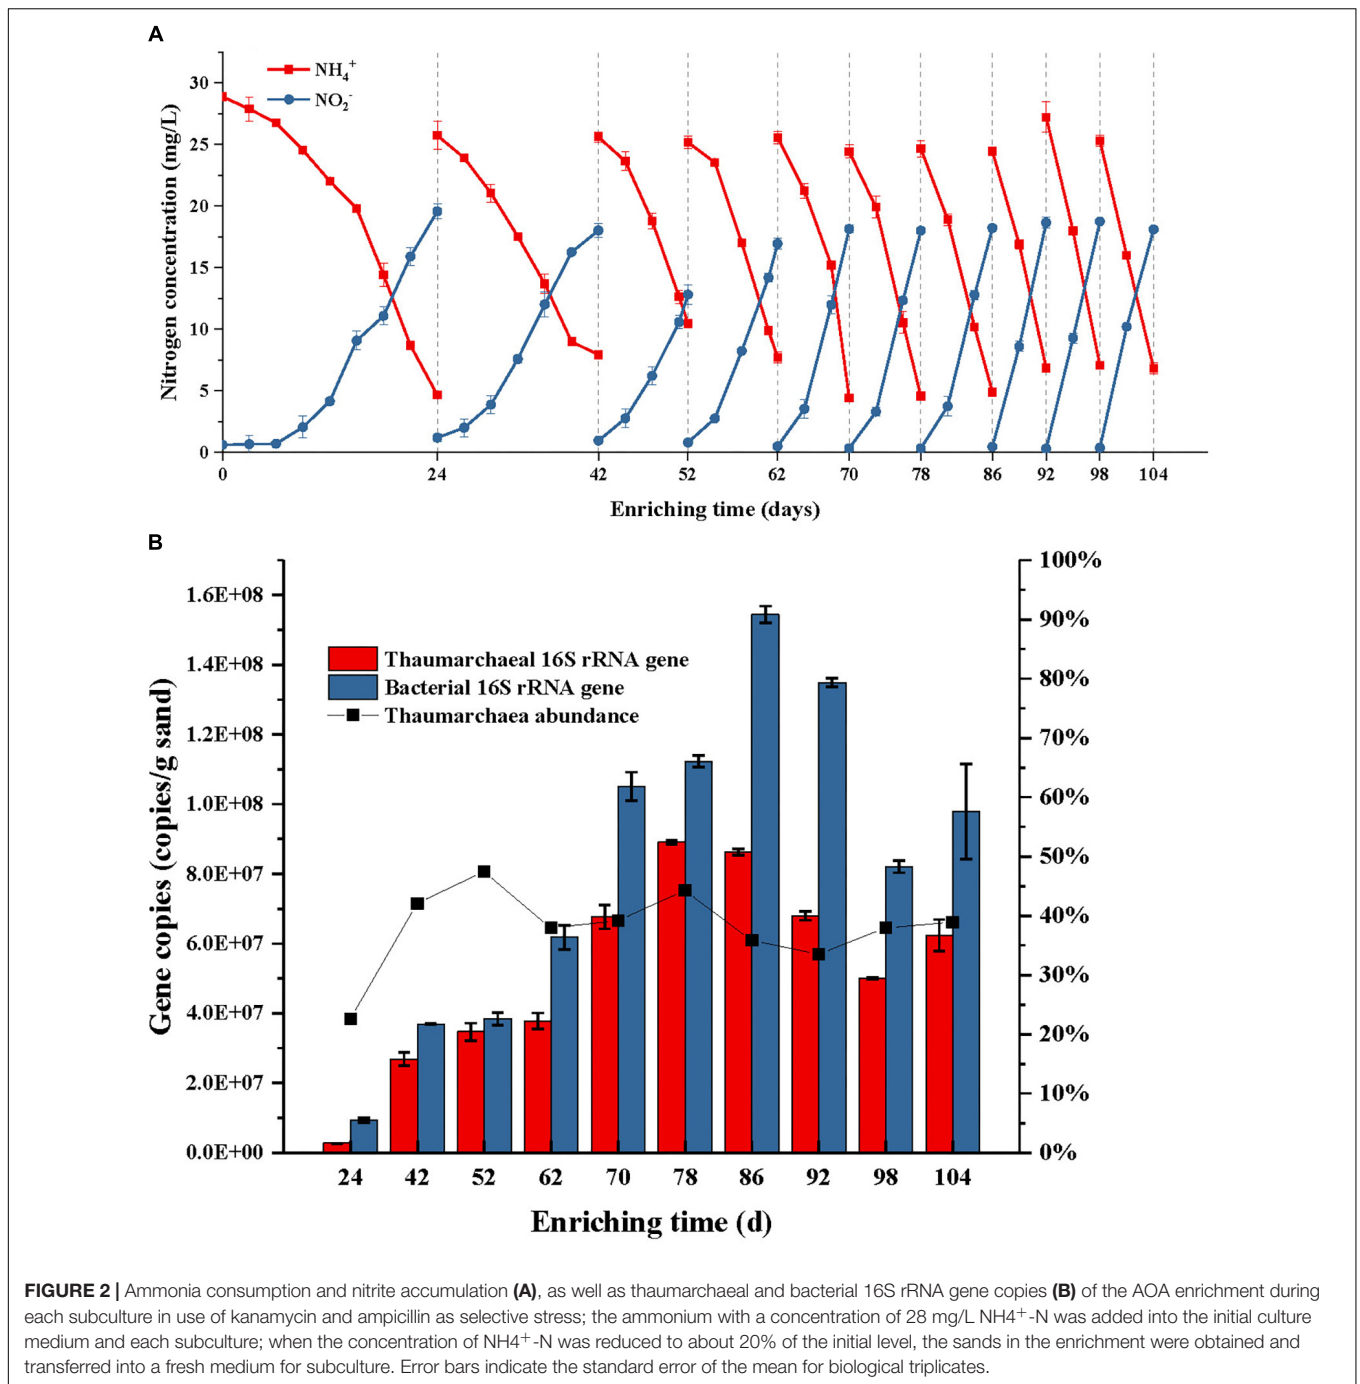 A
NH4+
NO2-
Nitrogen concentration (mg/L)
30
25
20
15
10
5
0
0 24 42 52 62 70 78 86 92 98 104
Enriching time (days)
B
Thaumarchaeal 16S rRNA gene
Bacterial 16S rRNA gene
Thaumarchaea abundance
Gene copies (copies/g sand)
1.6E+08
1.4E+08
1.2E+08
1.0E+08
8.0E+07
6.0E+07
4.0E+07
2.0E+07
0.0E+00
100%
90%
80%
70%
60%
50%
40%
30%
20%
10%
0%
24 42 52 62 70 78 86 92 98 104
Enriching time (d)
FIGURE 2 | Ammonia consumption and nitrite accumulation (A), as well as thaumarchaeal and bacterial 16S rRNA gene copies (B) of the AOA enrichment during
each subculture in use of kanamycin and ampicillin as selective stress; the ammonium with a concentration of 28 mg/L NH4+-N was added into the initial culture
medium and each subculture; when the concentration of NH4+-N was reduced to about 20% of the initial level, the sands in the enrichment were obtained and
transferred into a fresh medium for subculture. Error bars indicate the standard error of the mean for biological triplicates.